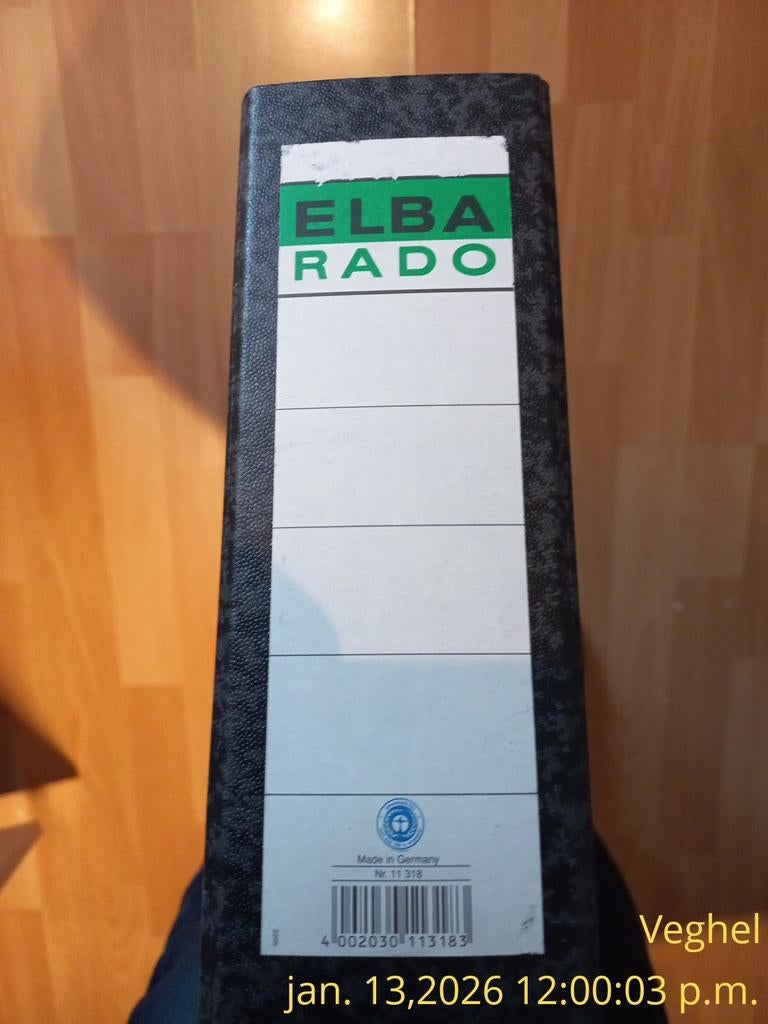 ELBA
RADO
Made in Germany
Nr. 11 318
4 002030 113183
Veghel
jan. 13,2026 12:00:03 p.m.